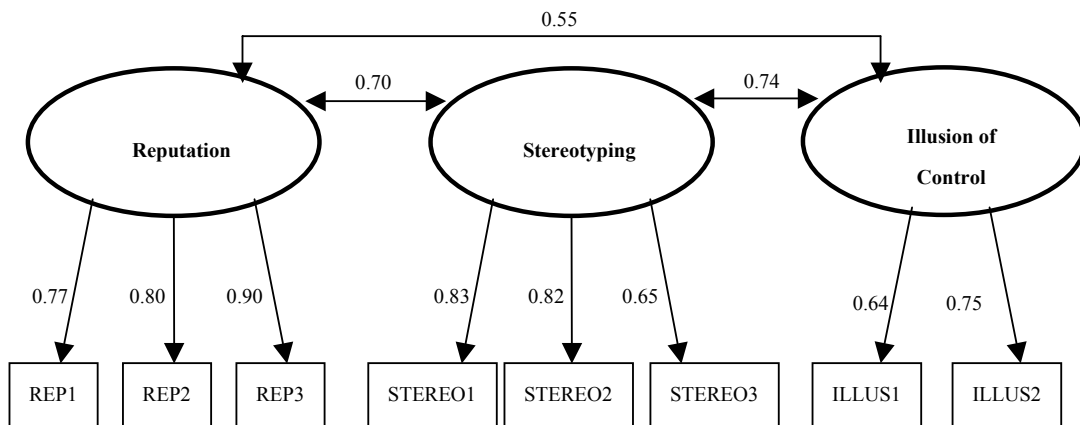 0.55
0.70
0.74
Reputation
Stereotyping
Illusion of
Control
0.77
0.80
0.90
0.83
0.82
0.65
0.64
0.75
REP1
REP2
REP3
STEREO1
STEREO2
STEREO3
ILLUS1
ILLUS2